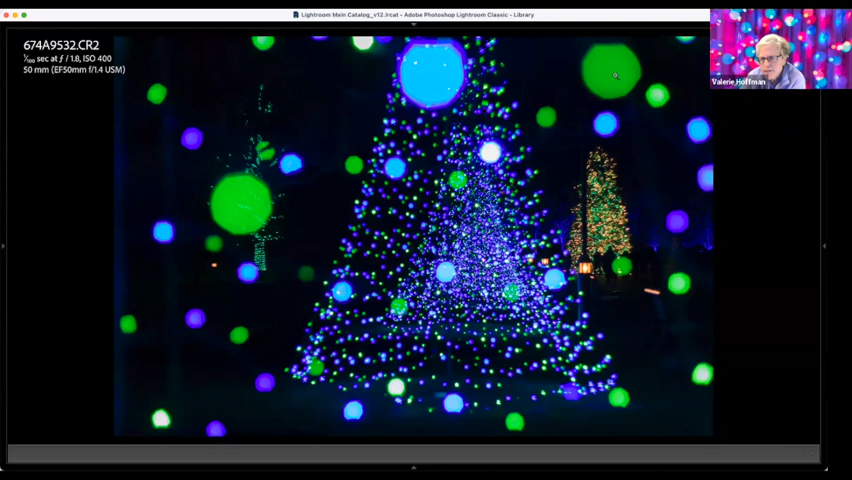 Lightroom Main Catalog_v12.lrcat - Adobe Photoshop Lightroom Classic - Library
674A9532.CR2
1/100 sec at ƒ / 1.8, ISO 400
50 mm (EF50mm f/1.4 USM)
Valerie Hoffman